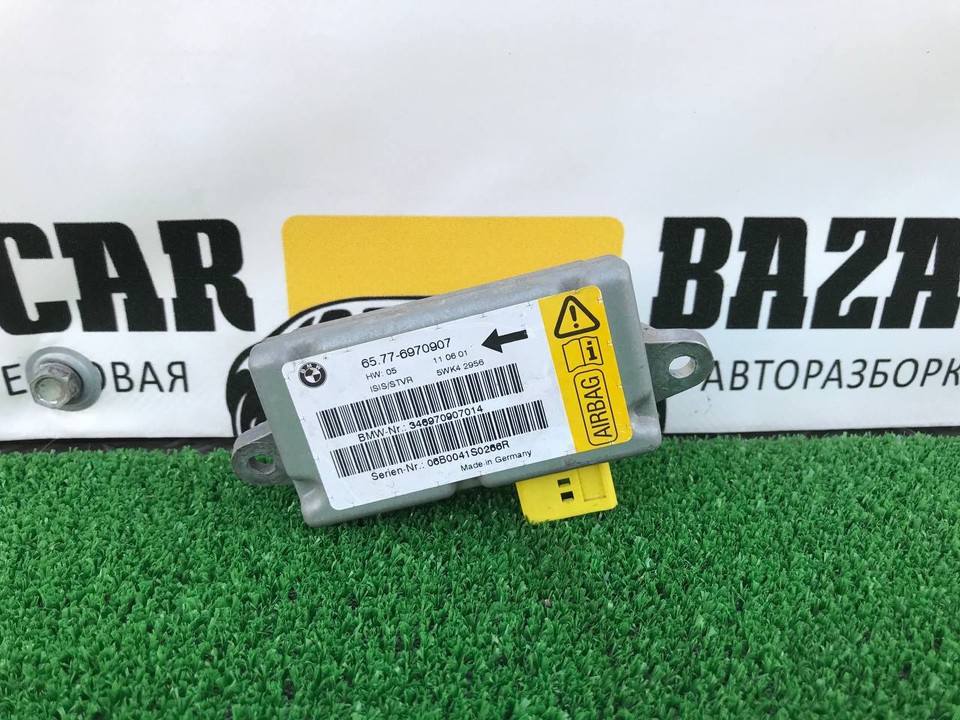 CAR
BAZA
ЕГОВАЯ
АВТОРАЗБОРК
65.77-6970907
HW: 05
11 06 01
ISIS/STVR
5WK4 2956
BMW-Nr.: 346970907014
Serien-Nr.: 06B0041S0266R
Made in Germany
AIRBAG